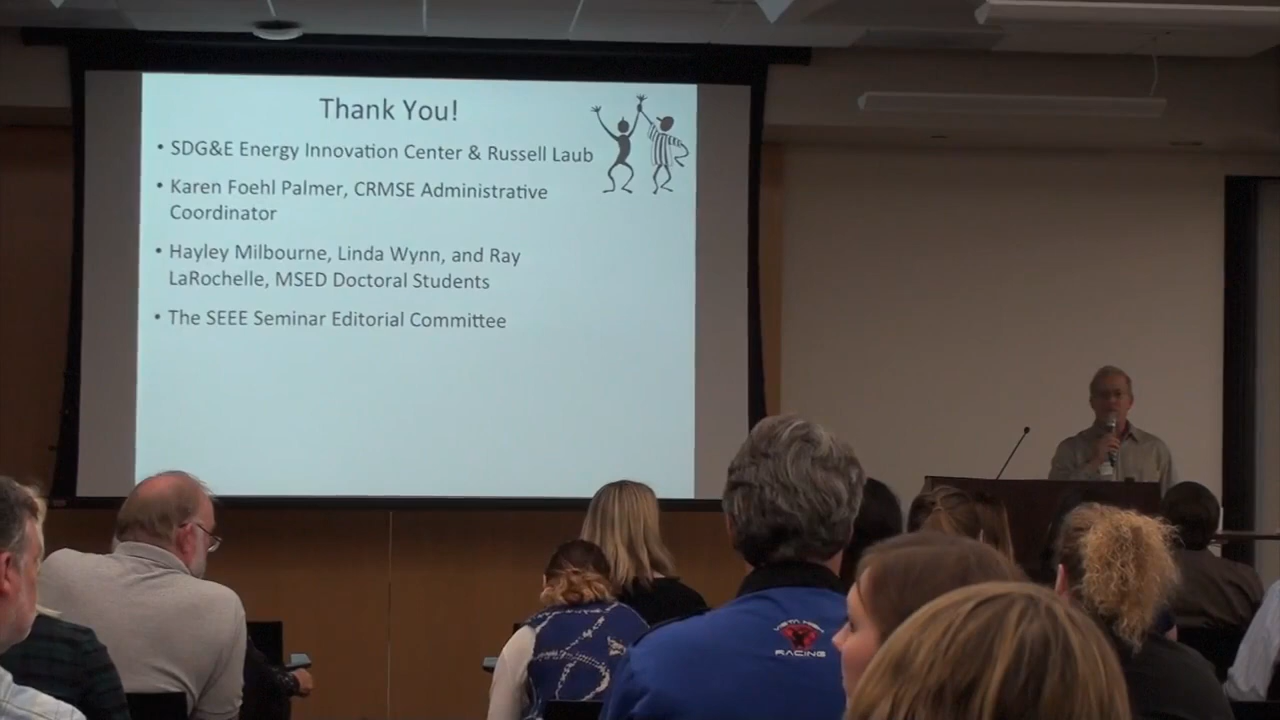 Thank You!
• SDG&E Energy Innovation Center & Russell Laub
• Karen Foehl Palmer, CRMSE Administrative
Coordinator
• Hayley Milbourne, Linda Wynn, and Ray
LaRochelle, MSED Doctoral Students
• The SEEE Seminar Editorial Committee
RACING